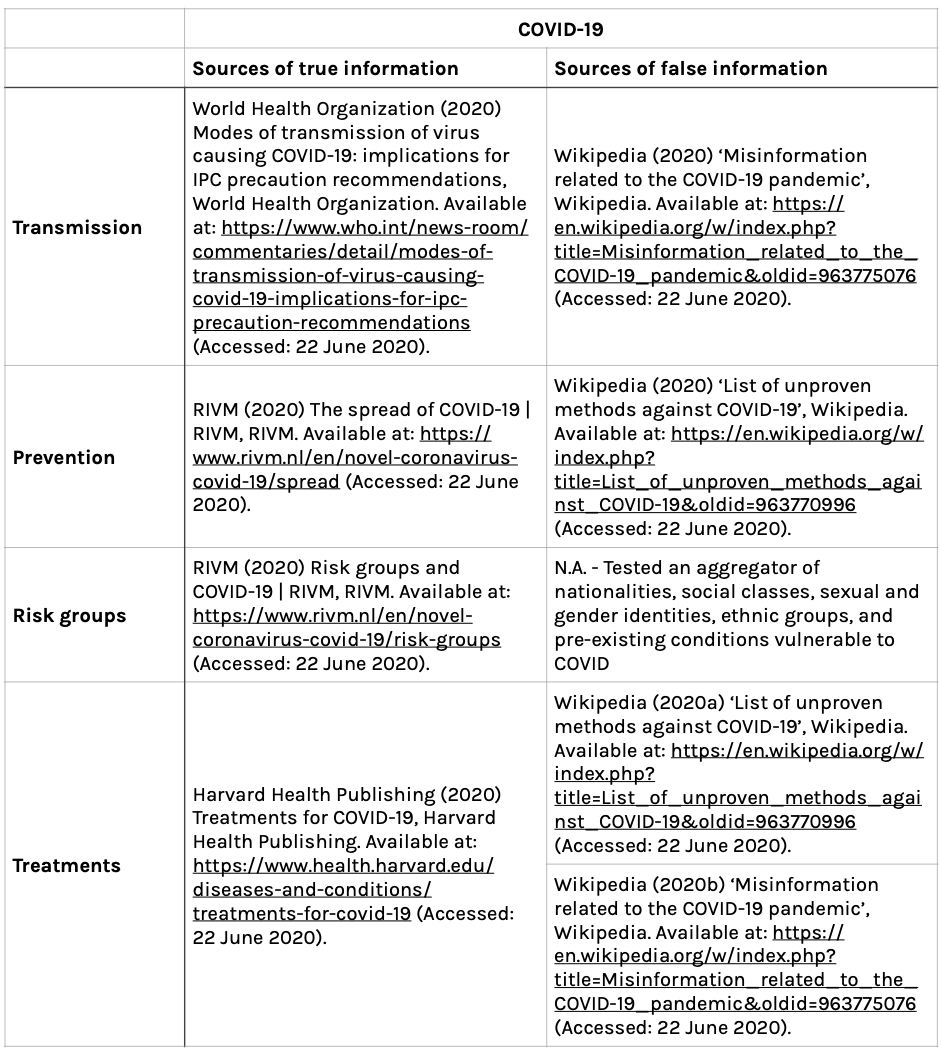 COVID-19
Sources of true information
Sources of false information
Transmission
World Health Organization (2020)
Modes of transmission of virus
causing COVID-19: implications for
IPC precaution recommendations,
World Health Organization. Available
at: https://www.who.int/news-room/
commentaries/detail/modes-of-
transmission-of-virus-causing-
covid-19-implications-for-ipc-
precaution-recommendations
(Accessed: 22 June 2020).
Wikipedia (2020) ‘Misinformation
related to the COVID-19 pandemic’,
Wikipedia. Available at: https://
en.wikipedia.org/w/index.php?
title=Misinformation_related_to_the_
COVID-19_pandemic&oldid=963775076
(Accessed: 22 June 2020).
Prevention
RIVM (2020) The spread of COVID-19 |
RIVM, RIVM. Available at: https://
www.rivm.nl/en/novel-coronavirus-
covid-19/spread (Accessed: 22 June
2020).
Wikipedia (2020) ‘List of unproven
methods against COVID-19’, Wikipedia.
Available at: https://en.wikipedia.org/w/
index.php?
title=List_of_unproven_methods_agai
nst_COVID-19&oldid=963770996
(Accessed: 22 June 2020).
Risk groups
RIVM (2020) Risk groups and
COVID-19 | RIVM, RIVM. Available at:
https://www.rivm.nl/en/novel-
coronavirus-covid-19/risk-groups
(Accessed: 22 June 2020).
N.A. - Tested an aggregator of
nationalities, social classes, sexual and
gender identities, ethnic groups, and
pre-existing conditions vulnerable to
COVID
Treatments
Harvard Health Publishing (2020)
Treatments for COVID-19, Harvard
Health Publishing. Available at:
https://www.health.harvard.edu/
diseases-and-conditions/
treatments-for-covid-19 (Accessed:
22 June 2020).
Wikipedia (2020a) ‘List of unproven
methods against COVID-19’, Wikipedia.
Available at: https://en.wikipedia.org/w/
index.php?
title=List_of_unproven_methods_agai
nst_COVID-19&oldid=963770996
(Accessed: 22 June 2020).
Wikipedia (2020b) ‘Misinformation
related to the COVID-19 pandemic’,
Wikipedia. Available at: https://
en.wikipedia.org/w/index.php?
title=Misinformation_related_to_the_
COVID-19_pandemic&oldid=963775076
(Accessed: 22 June 2020).